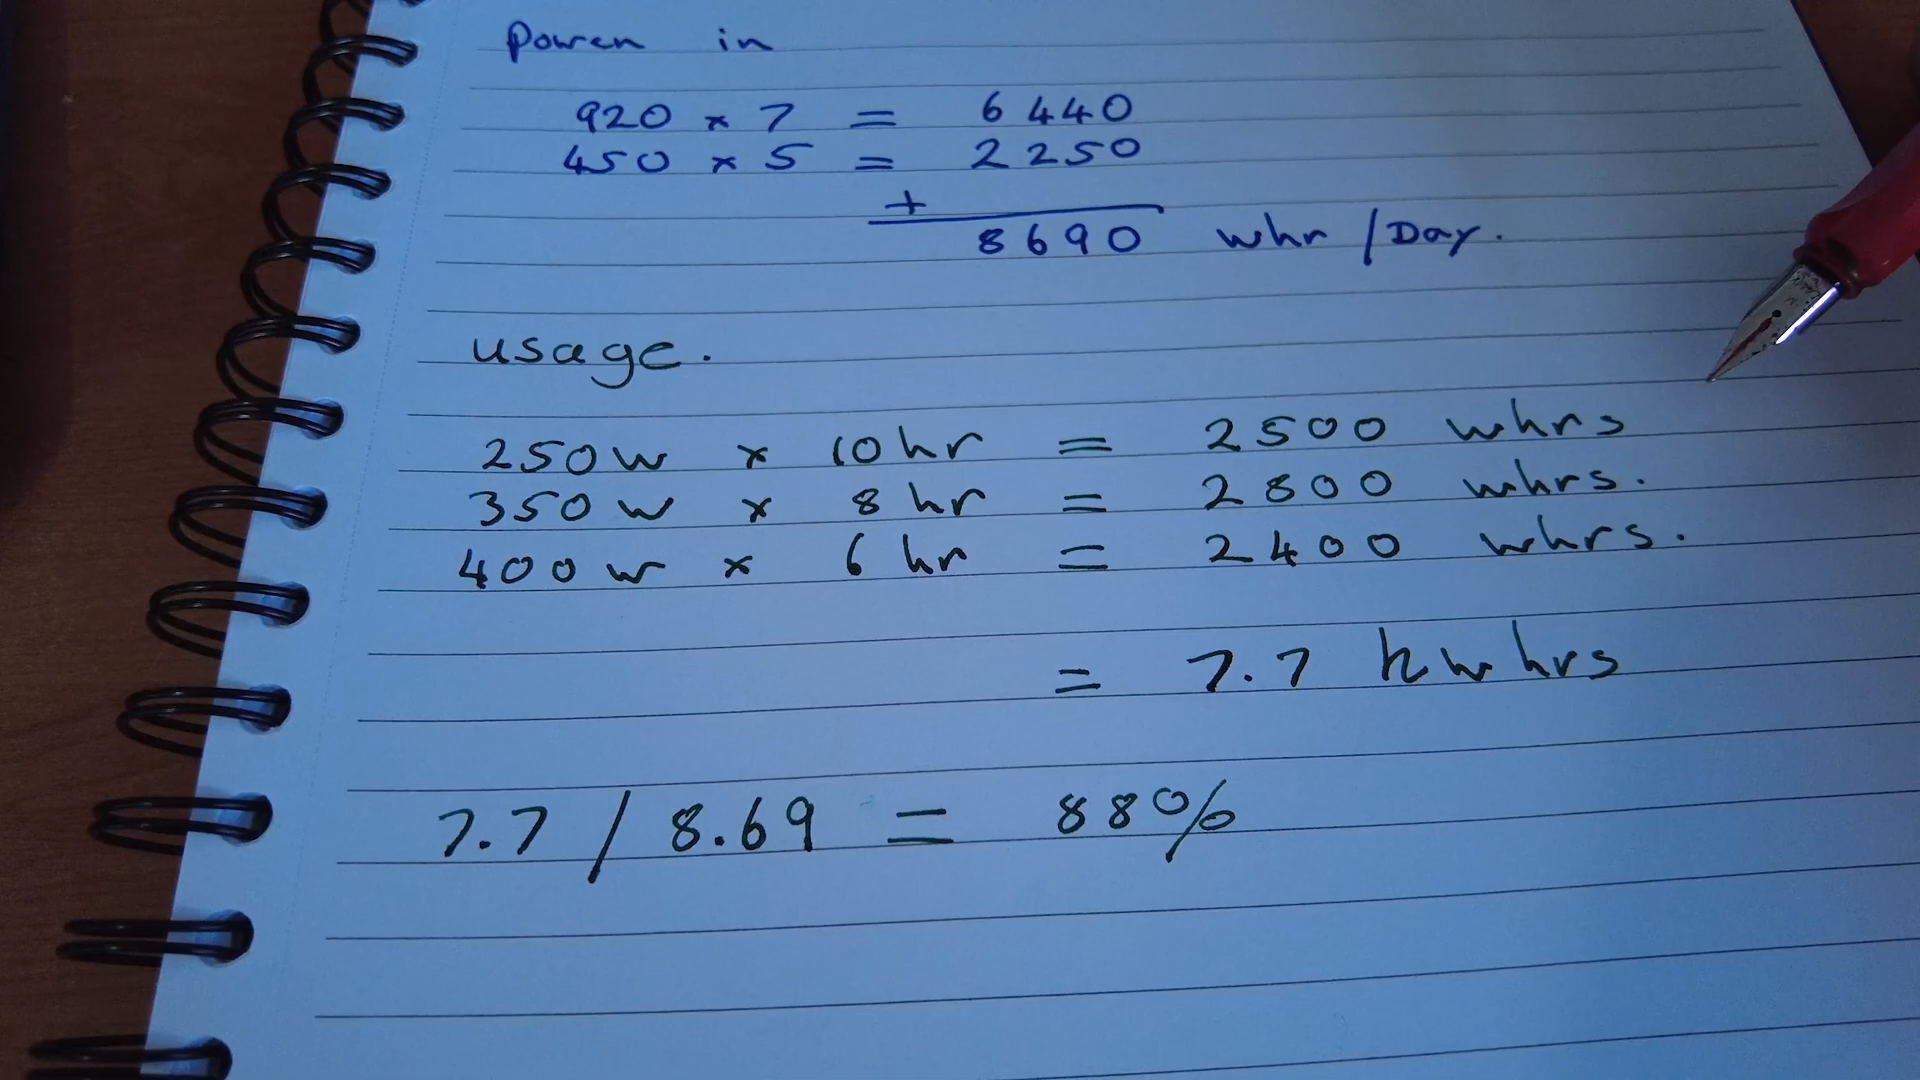 Power in
920 x 7 = 6440
450 x 5 = 2250
+
8690 whr / Day.
usage.
250w x 10hr = 2500 whrs
350w x 8hr = 2800 whrs.
400w x 6hr = 2400 whrs.
= 7.7 kwhrs
7.7 / 8.69 = 88%